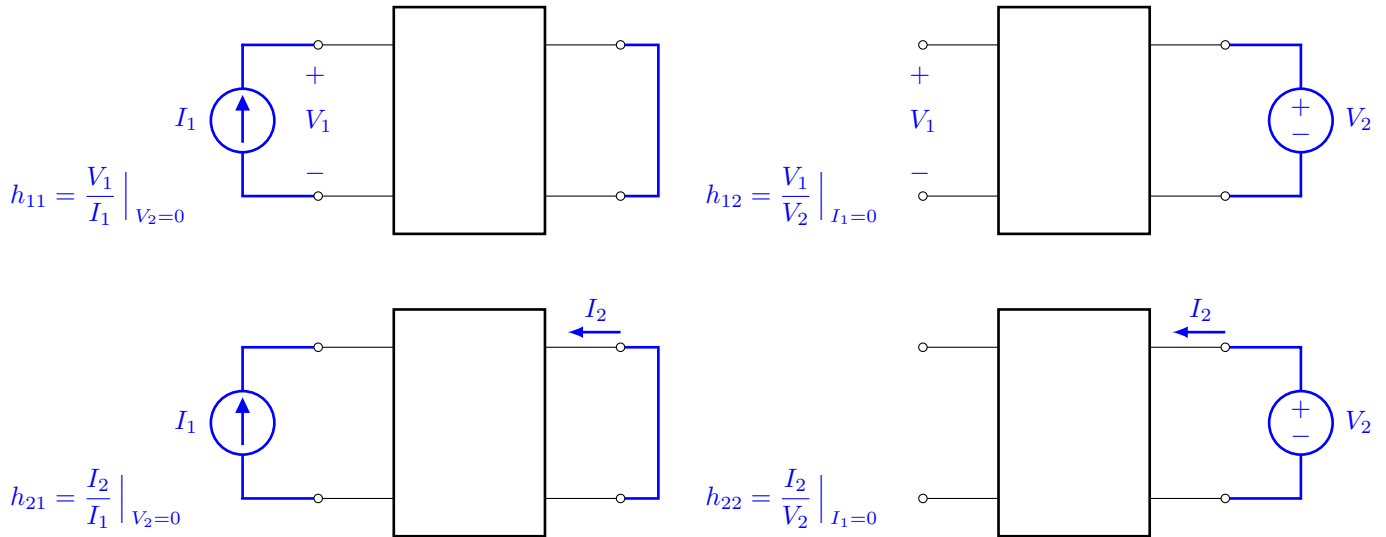 I₁ + V₁ −
h₁₁ = V₁/I₁ |V₂=0
+ V₁ − + − V₂
h₁₂ = V₁/V₂ |I₁=0
I₂
I₁
h₂₁ = I₂/I₁ |V₂=0
I₂
+ − V₂
h₂₂ = I₂/V₂ |I₁=0